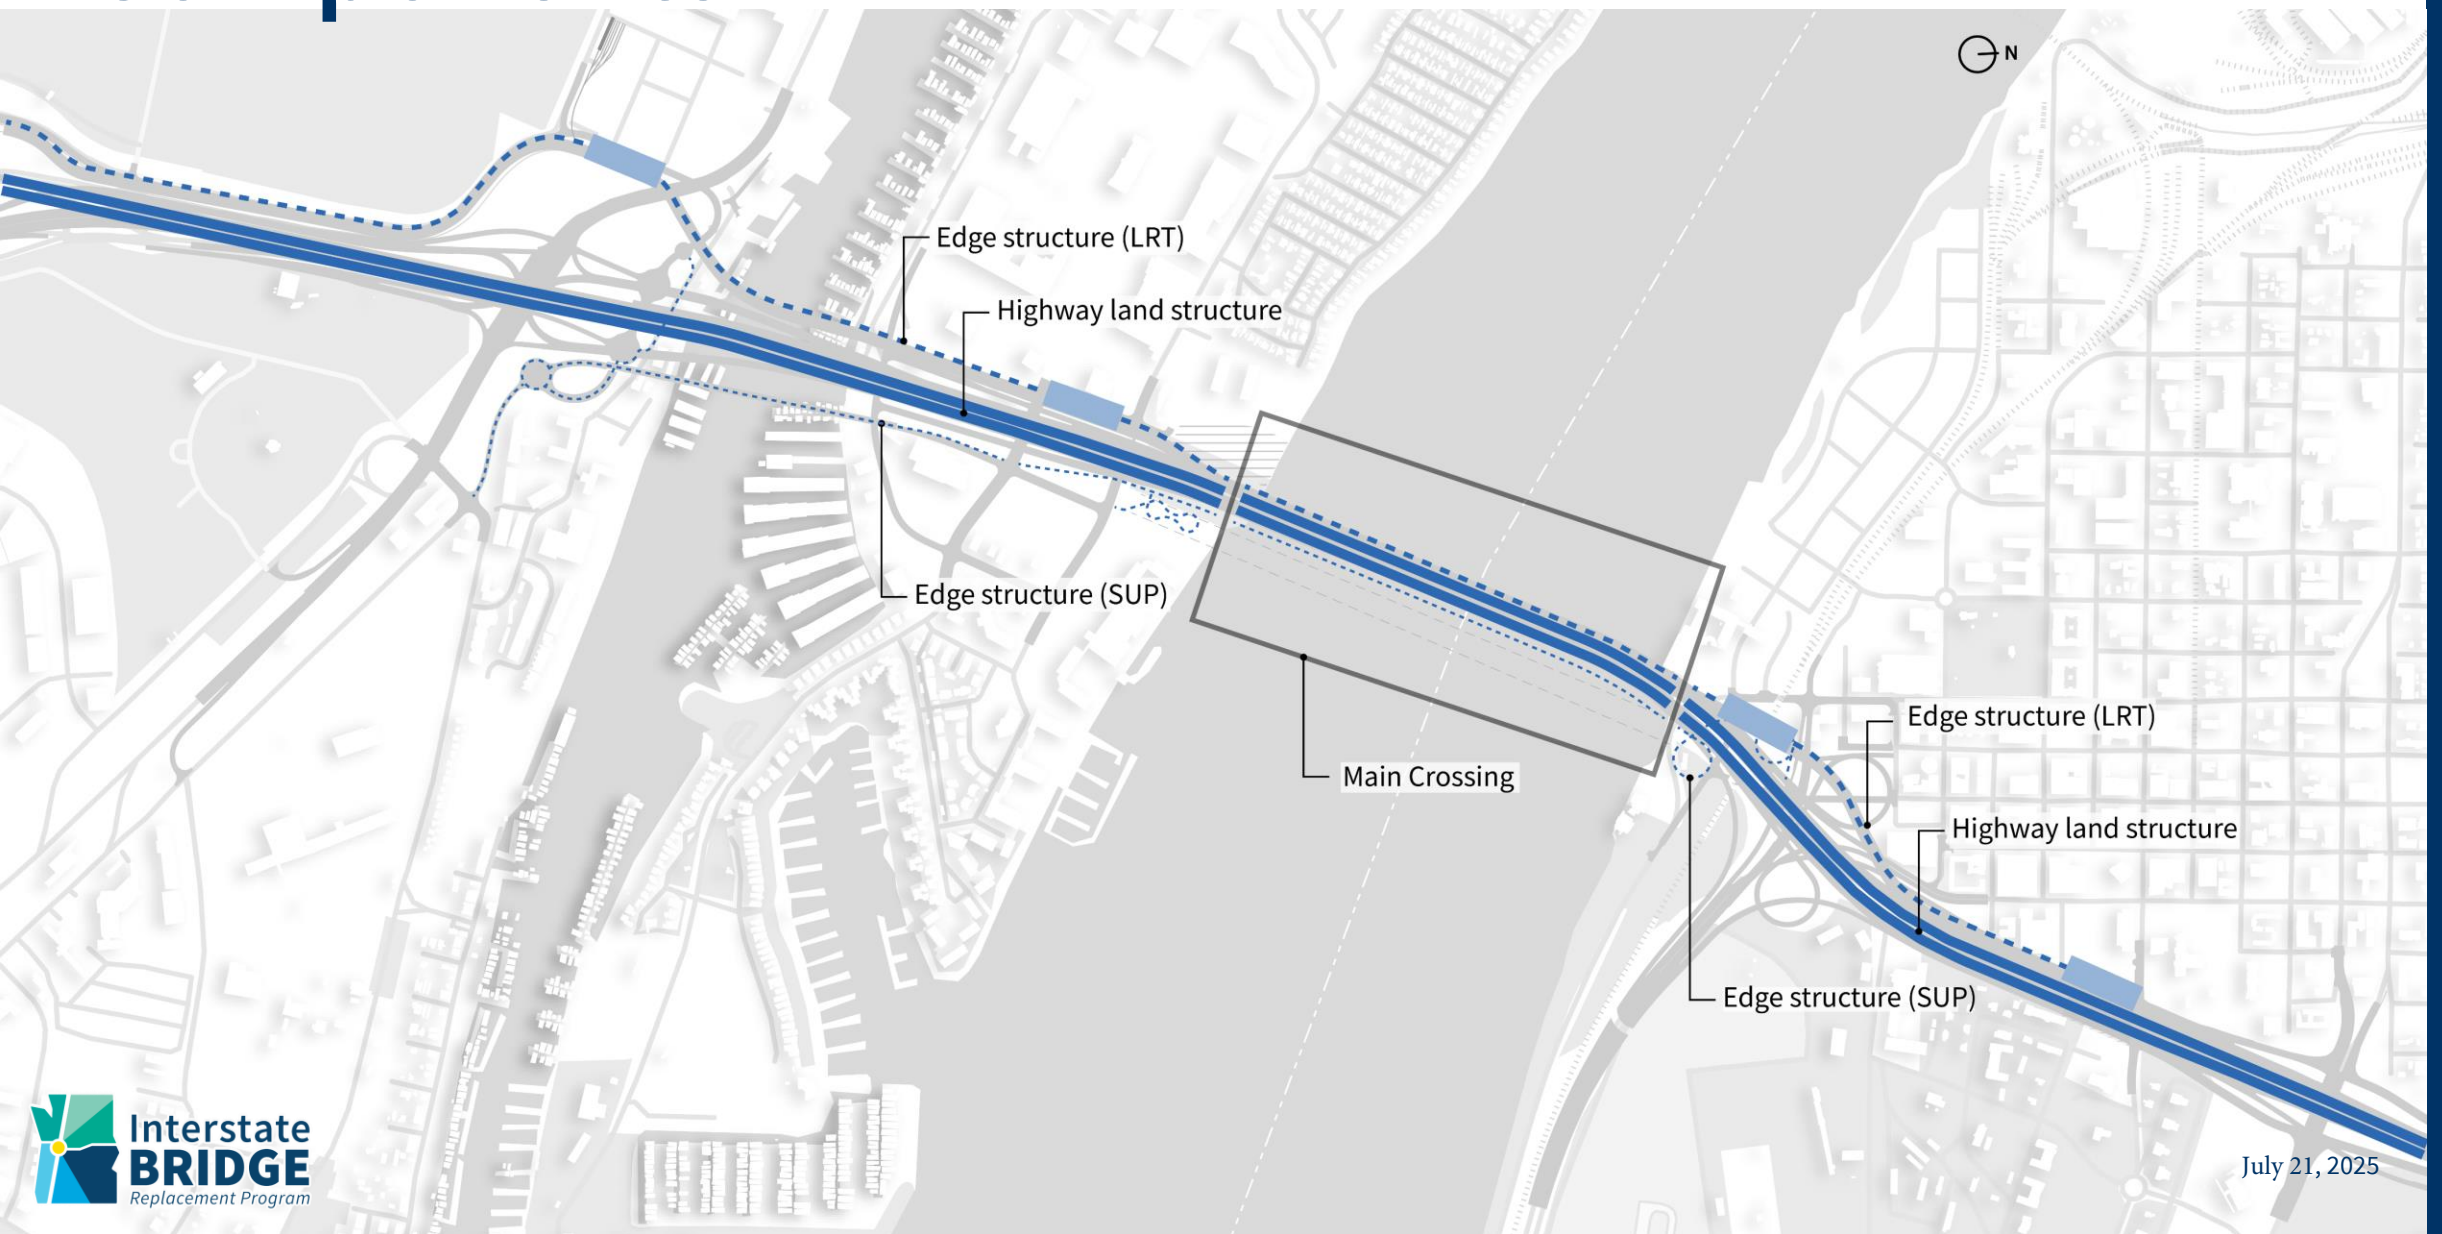 N
Edge structure (LRT)
Highway land structure
Edge structure (SUP)
Main Crossing
Edge structure (LRT)
Highway land structure
Edge structure (SUP)
Interstate
BRIDGE
Replacement Program
July 21, 2025